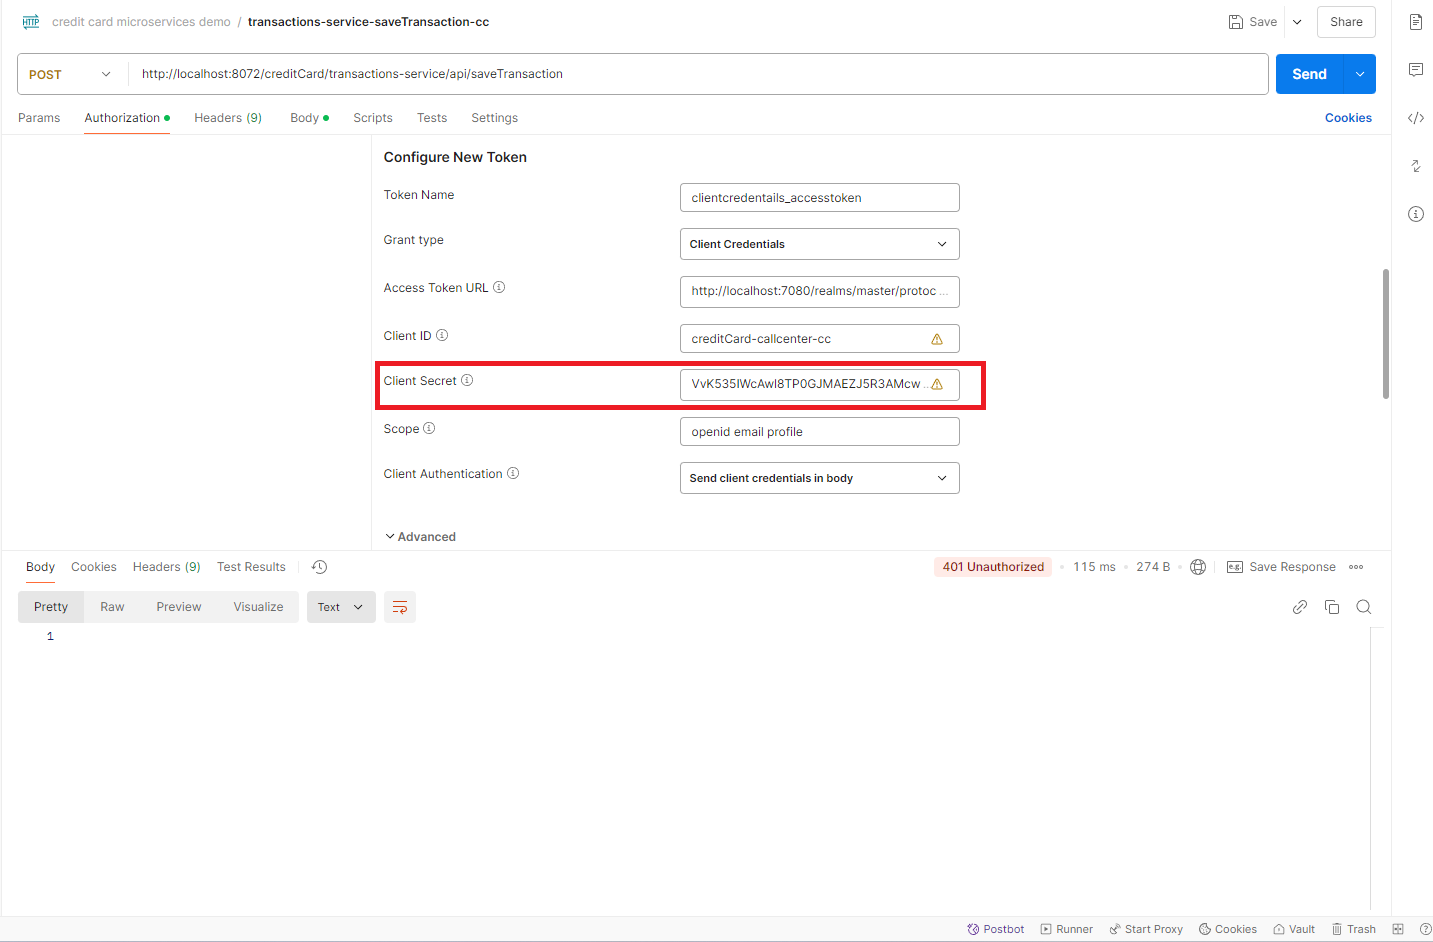 HTTP credit card microservices demo / transactions-service-saveTransaction-cc Save Share
POST http://localhost:8072/creditCard/transactions-service/api/saveTransaction Send
Params Authorization Headers (9) Body Scripts Tests Settings Cookies
Configure New Token
Token Name clientcredentails_accesstoken
Grant type Client Credentials
Access Token URL http://localhost:7080/realms/master/protoc ...
Client ID creditCard-callcenter-cc
Client Secret VvK535IWcAwI8TP0GJMAEZJ5R3AMcw ...
Scope openid email profile
Client Authentication Send client credentials in body
Advanced
Body Cookies Headers (9) Test Results 401 Unauthorized 115 ms 274 B e.g. Save Response
Pretty Raw Preview Visualize Text
1
Postbot Runner Start Proxy Cookies Vault Trash